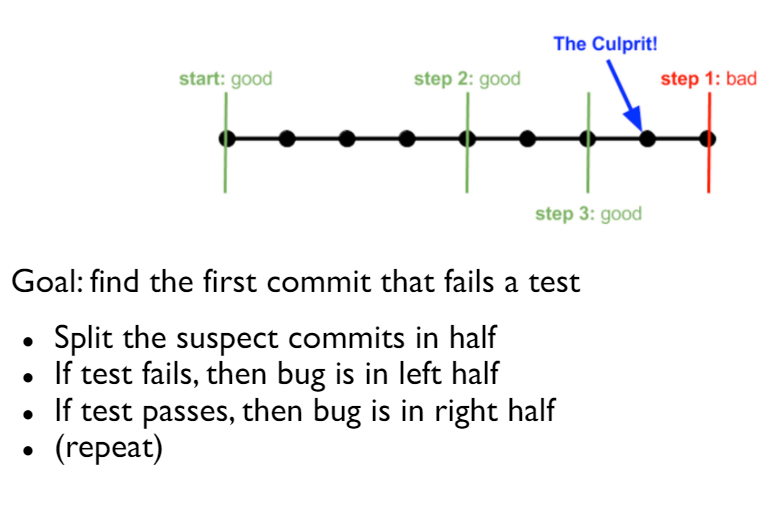 The Culprit!
start: good
step 2: good
step 1: bad
step 3: good
Goal: find the first commit that fails a test
• Split the suspect commits in half
• If test fails, then bug is in left half
• If test passes, then bug is in right half
• (repeat)